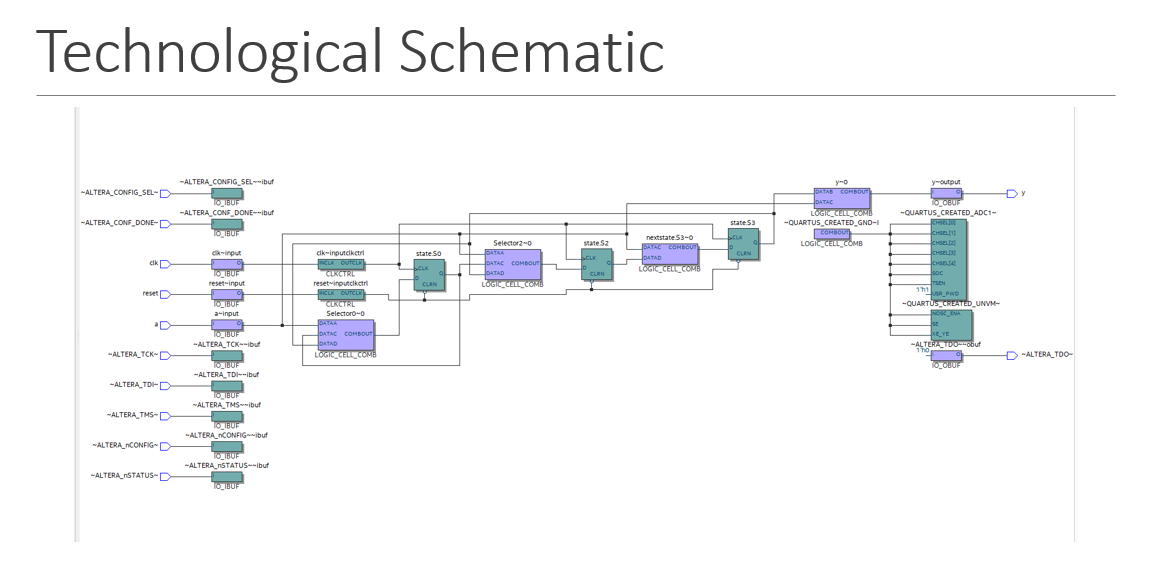 Technological Schematic
~ALTERA_CONFIG_SEL~
~ALTERA_CONFIG_SEL~~ibuf
IO_IBUF
~ALTERA_CONF_DONE~
~ALTERA_CONF_DONE~~ibuf
IO_IBUF
clk
clk~input
I O
IO_IBUF
reset
reset~input
I O
IO_IBUF
a
a~input
I O
IO_IBUF
~ALTERA_TCK~
~ALTERA_TCK~~ibuf
IO_IBUF
~ALTERA_TDI~
~ALTERA_TDI~~ibuf
IO_IBUF
~ALTERA_TMS~
~ALTERA_TMS~~ibuf
IO_IBUF
~ALTERA_nCONFIG~
~ALTERA_nCONFIG~~ibuf
IO_IBUF
~ALTERA_nSTATUS~
~ALTERA_nSTATUS~~ibuf
IO_IBUF
clk~inputclkctrl
INCLK OUTCLK
CLKCTRL
reset~inputclkctrl
INCLK OUTCLK
CLKCTRL
Selector0~0
DATAA
DATAC COMBOUT
DATAD
LOGIC_CELL_COMB
state.S0
CLK
D Q
CLRN
Selector2~0
DATAA
DATAC COMBOUT
DATAD
LOGIC_CELL_COMB
state.S2
CLK
D Q
CLRN
nextstate.S3~0
DATAC COMBOUT
DATAD
LOGIC_CELL_COMB
state.S3
CLK
D Q
CLRN
y~0
DATAB COMBOUT
DATAC
LOGIC_CELL_COMB
~QUARTUS_CREATED_GND~I
COMBOUT
LOGIC_CELL_COMB
y~output
I O
IO_OBUF
y
~QUARTUS_CREATED_ADC1~
CHSEL[0]
CHSEL[1]
CHSEL[2]
CHSEL[3]
CHSEL[4]
SOC
TSEN
1'h1 USR_PWD
~QUARTUS_CREATED_UNVM~
NOSC_ENA
SE
XE_YE
~ALTERA_TDO~~obuf
1'h0 I O
IO_OBUF
~ALTERA_TDO~